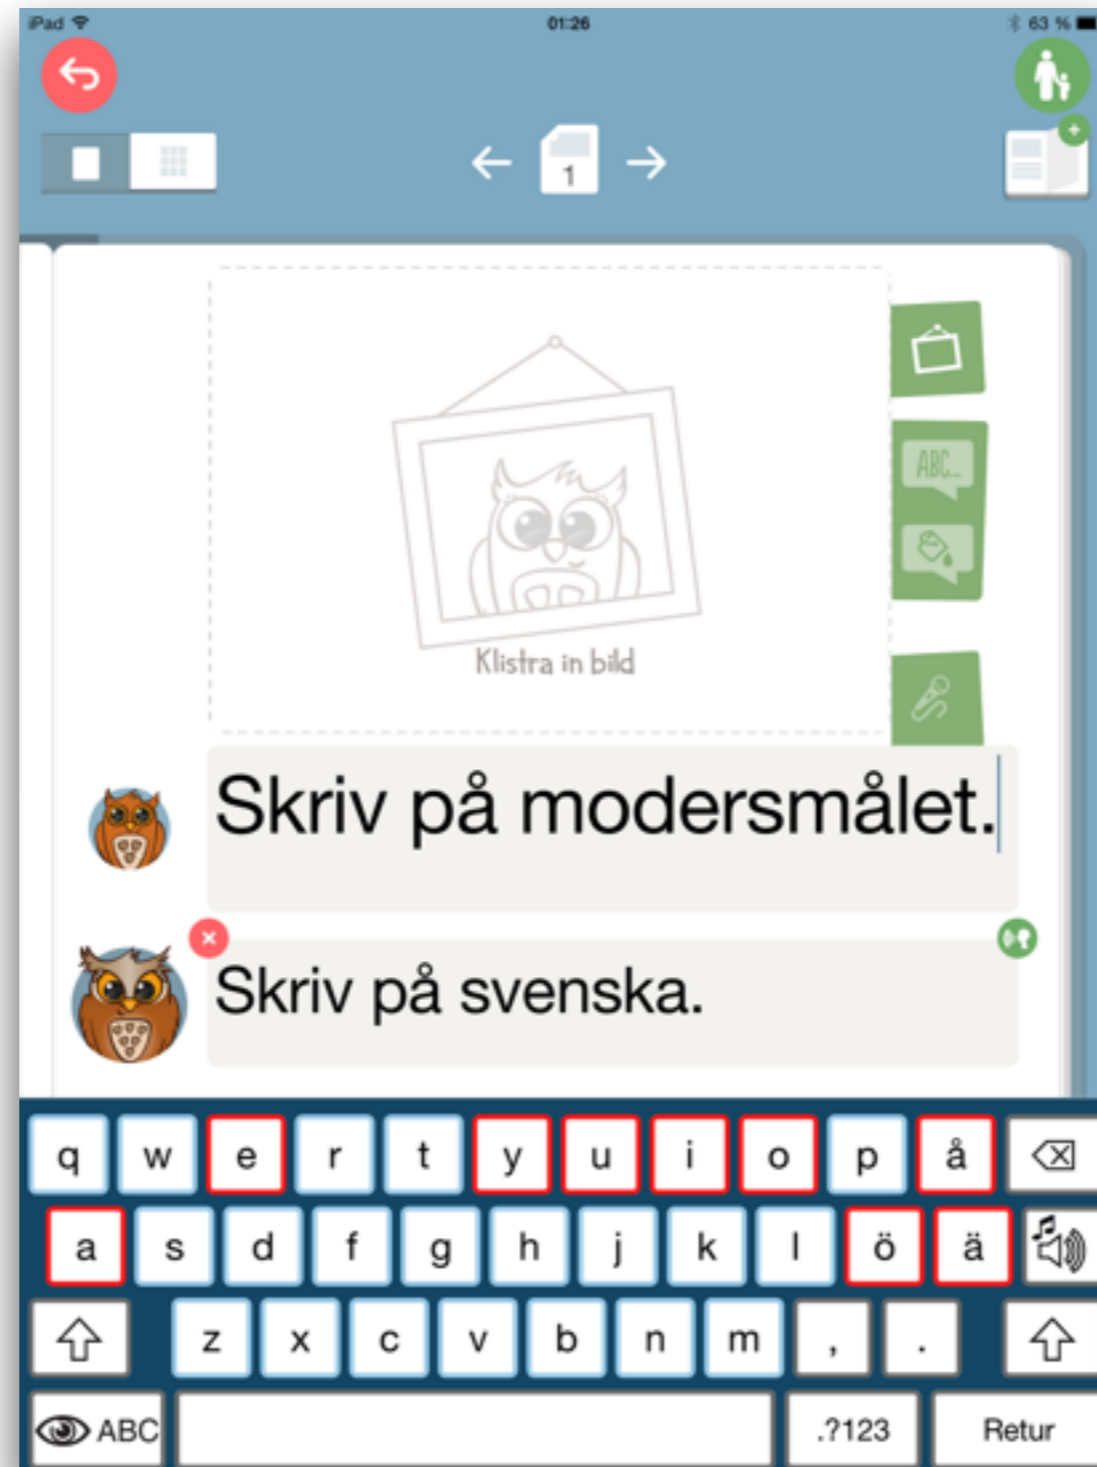 iPad 01:26 63 %
1
ABC...
Klistra in bild
Skriv på modersmålet.
Skriv på svenska.
q w e r t y u i o p å
a s d f g h j k l ö ä
z x c v b n m , .
ABC .?123 Retur